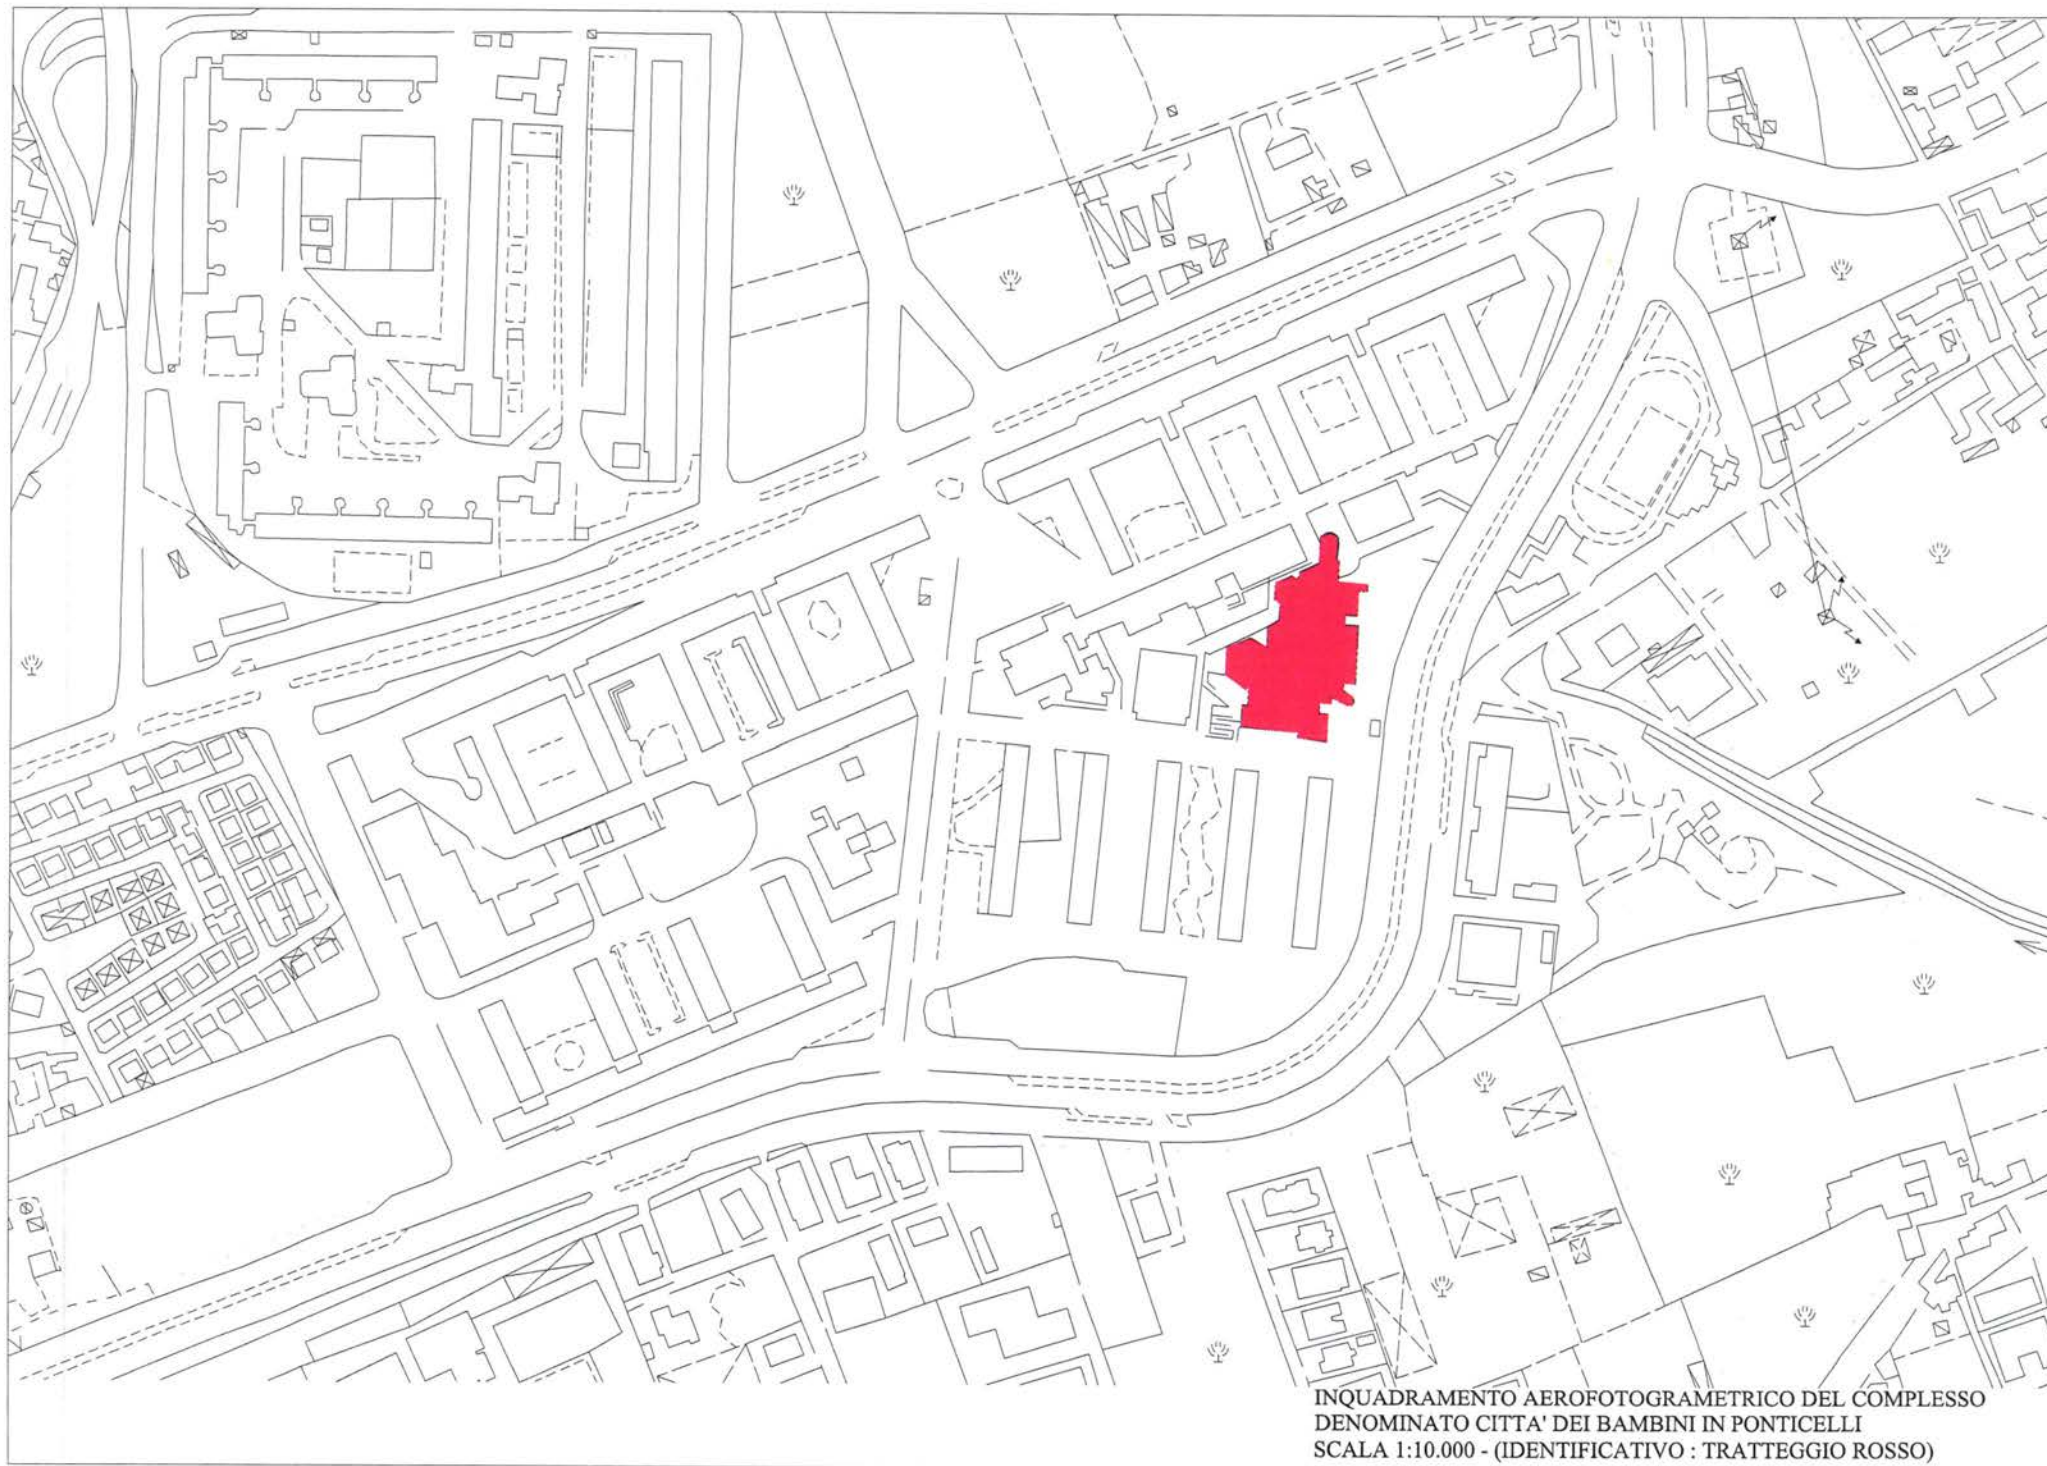 INQUADRAMENTO AEROFOTOGRAMETRICO DEL COMPLESSO
DENOMINATO CITTA' DEI BAMBINI IN PONTICELLI
SCALA 1:10.000 - (IDENTIFICATIVO : TRATTEGGIO ROSSO)